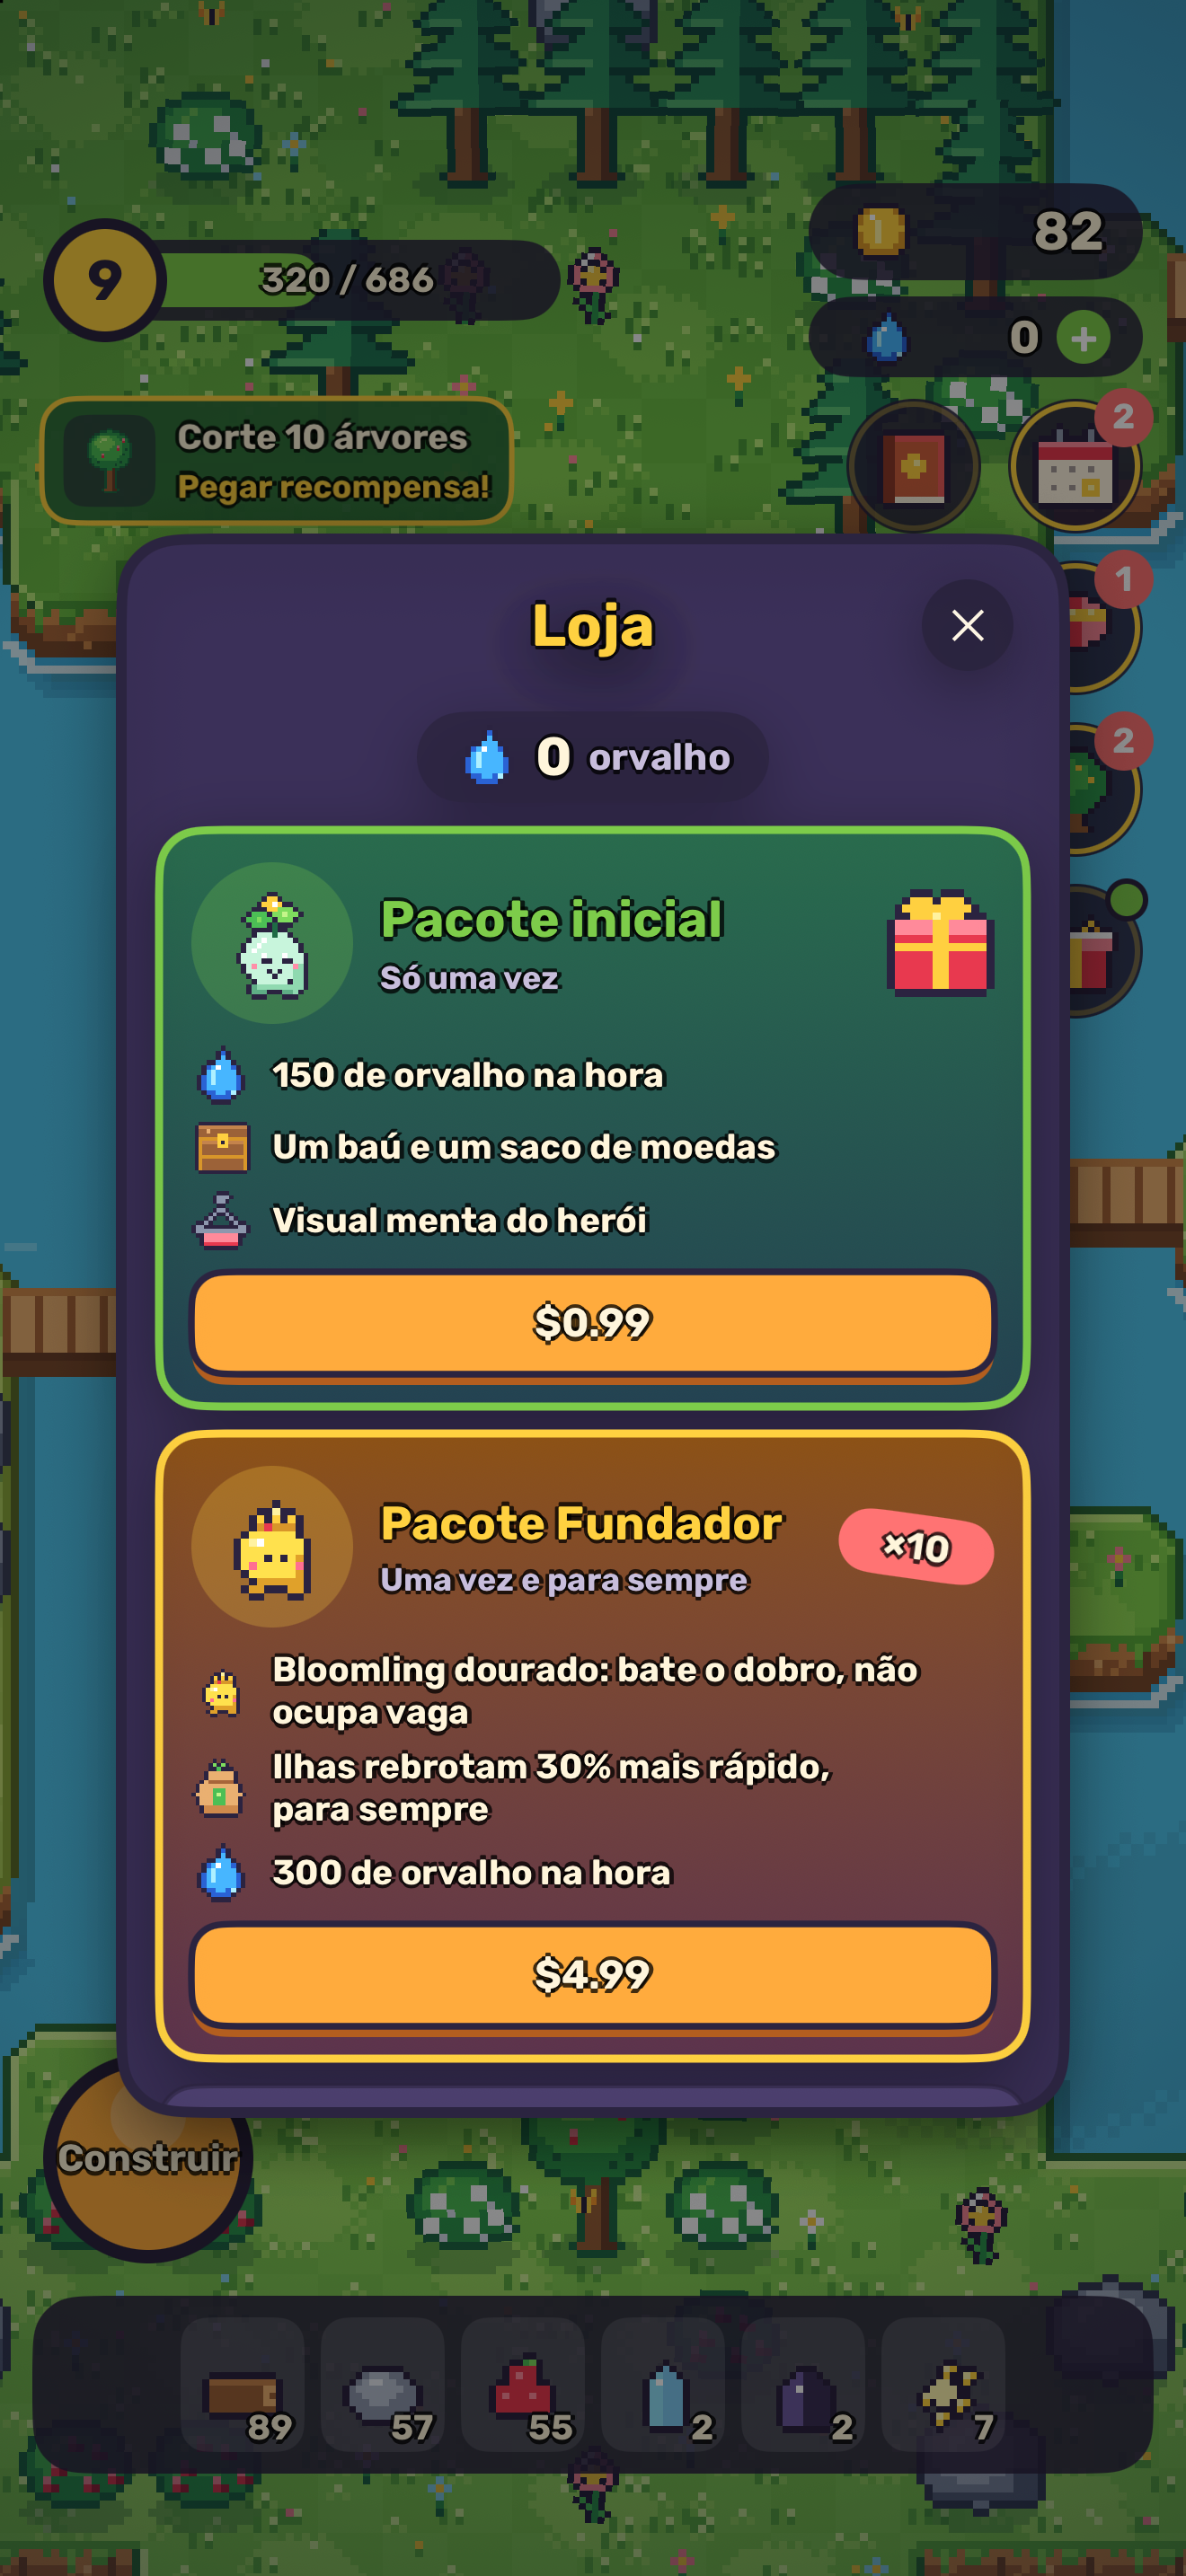 82
9
320 / 686
0
+
Corte 10 árvores
Pegar recompensa!
2
1
2
Loja
0 orvalho
Pacote inicial
Só uma vez
150 de orvalho na hora
Um baú e um saco de moedas
Visual menta do herói
$0.99
Pacote Fundador
Uma vez e para sempre
×10
Bloomling dourado: bate o dobro, não
ocupa vaga
Ilhas rebrotam 30% mais rápido,
para sempre
300 de orvalho na hora
$4.99
Construir
89
57
55
2
2
7